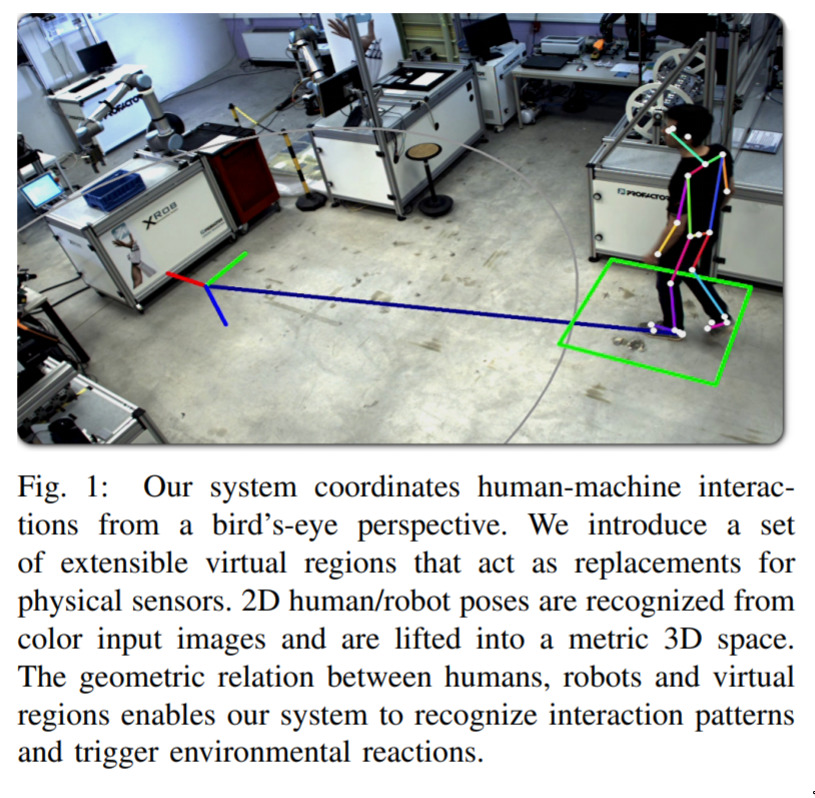 PROFACTOR
XROB
PROFACTOR
Fig. 1: Our system coordinates human-machine interac-
tions from a bird's-eye perspective. We introduce a set
of extensible virtual regions that act as replacements for
physical sensors. 2D human/robot poses are recognized from
color input images and are lifted into a metric 3D space.
The geometric relation between humans, robots and virtual
regions enables our system to recognize interaction patterns
and trigger environmental reactions.